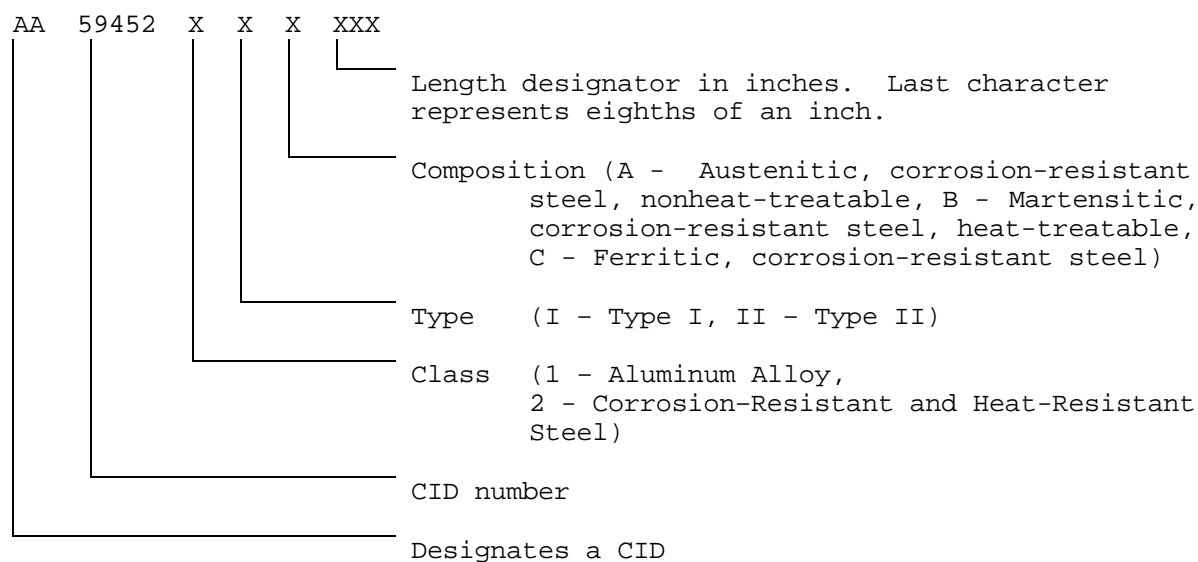 AA 59452 X X X XXX
Length designator in inches. Last character
represents eighths of an inch.
Composition (A - Austenitic, corrosion-resistant
steel, nonheat-treatable, B - Martensitic,
corrosion-resistant steel, heat-treatable,
C - Ferritic, corrosion-resistant steel)
Type (I – Type I, II – Type II)
Class (1 – Aluminum Alloy,
2 - Corrosion–Resistant and Heat-Resistant
Steel)
CID number
Designates a CID